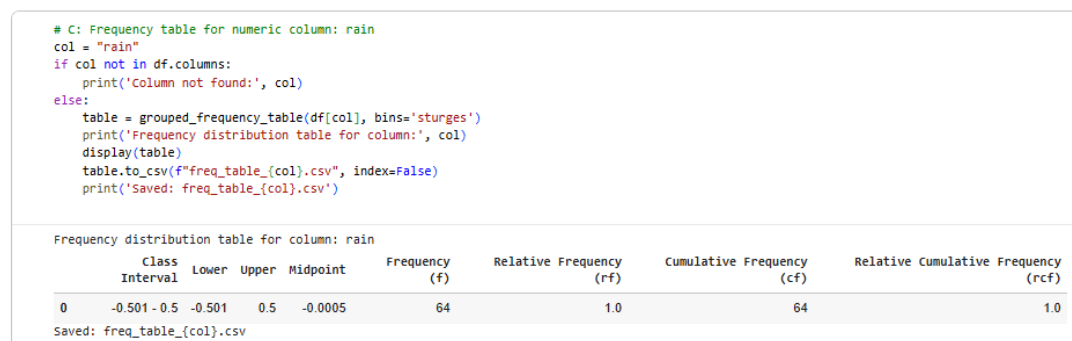 # C: Frequency table for numeric column: rain
col = "rain"
if col not in df.columns:
    print('Column not found:', col)
else:
    table = grouped_frequency_table(df[col], bins='sturges')
    print('Frequency distribution table for column:', col)
    display(table)
    table.to_csv(f"freq_table_{col}.csv", index=False)
    print('Saved: freq_table_{col}.csv')
Frequency distribution table for column: rain
Class Interval Lower Upper Midpoint Frequency (f) Relative Frequency (rf) Cumulative Frequency (cf) Relative Cumulative Frequency (rcf)
0 -0.501 - 0.5 -0.501 0.5 -0.0005 64 1.0 64 1.0
Saved: freq_table_{col}.csv